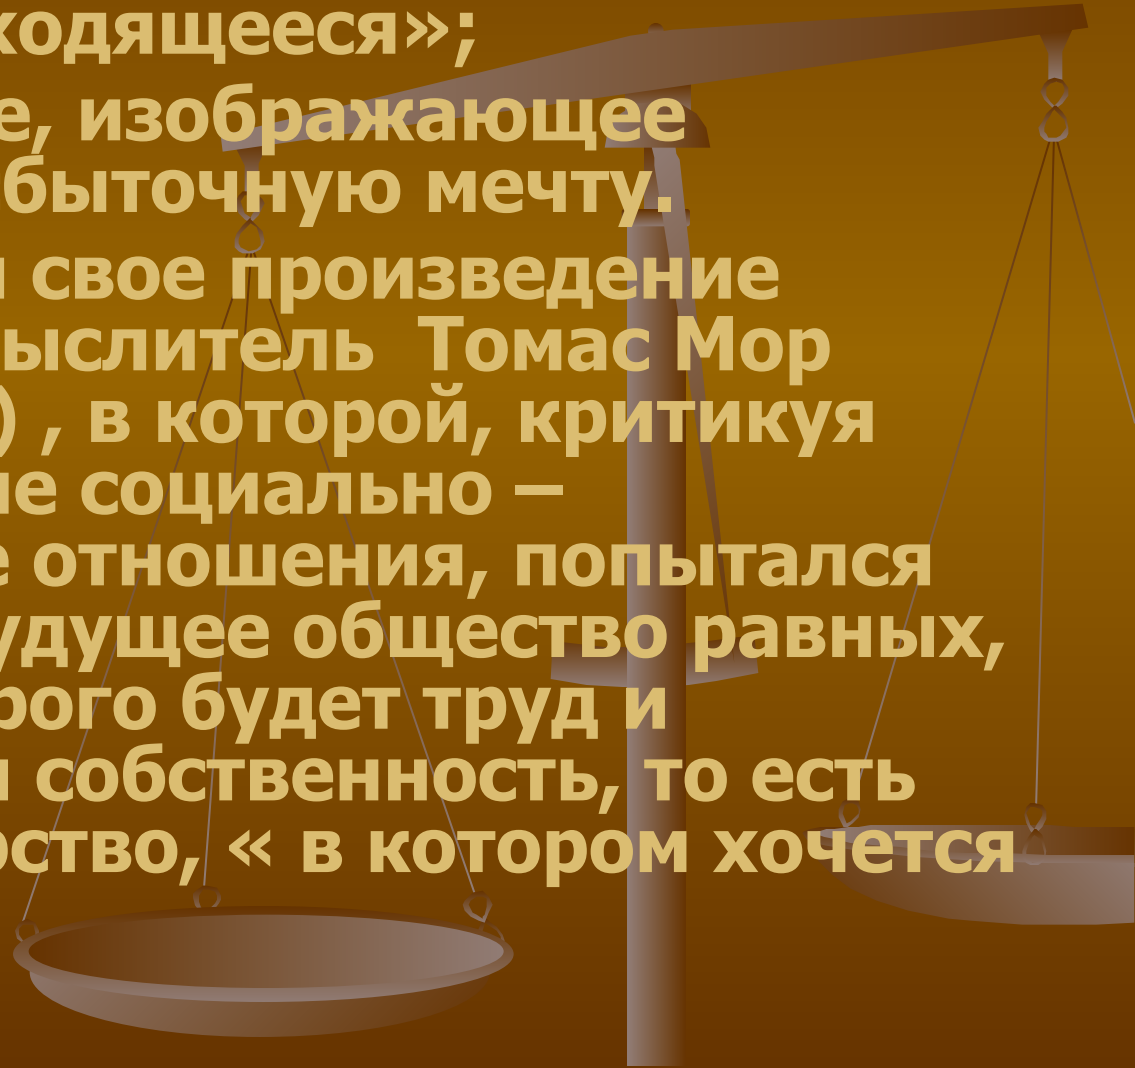 ходящееся»;
е, изображающее
быточную мечту.
и свое произведение
ыслитель Томас Мор
) , в которой, критикуя
ие социально –
е отношения, попытался
удущее общество равных,
рого будет труд и
и собственность, то есть
рство, « в котором хочется